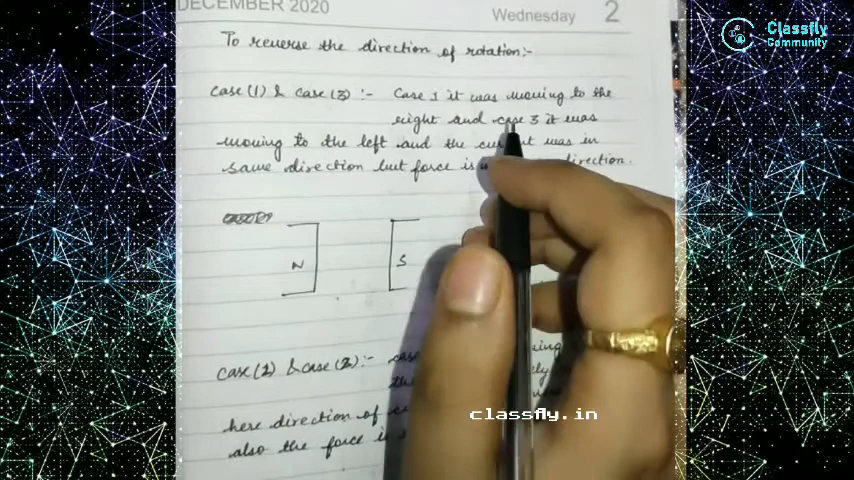 DECEMBER 2020
Wednesday 2
Classfly
Community
To reverse the direction of rotation:-
case(1) & case(3) :- Case 1 it was moving to the
right and case 3 it was
moving to the left and the it was in
same direction but force is direction.
N S
case(2) & case(2):-
here direction of
also the force is
classfly.in